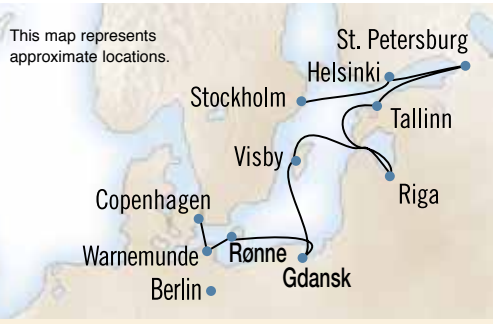 This map represents
approximate locations.
St. Petersburg
Helsinki
Stockholm
Tallinn
Visby
Riga
Copenhagen
Warnemunde
Rønne
Gdansk
Berlin